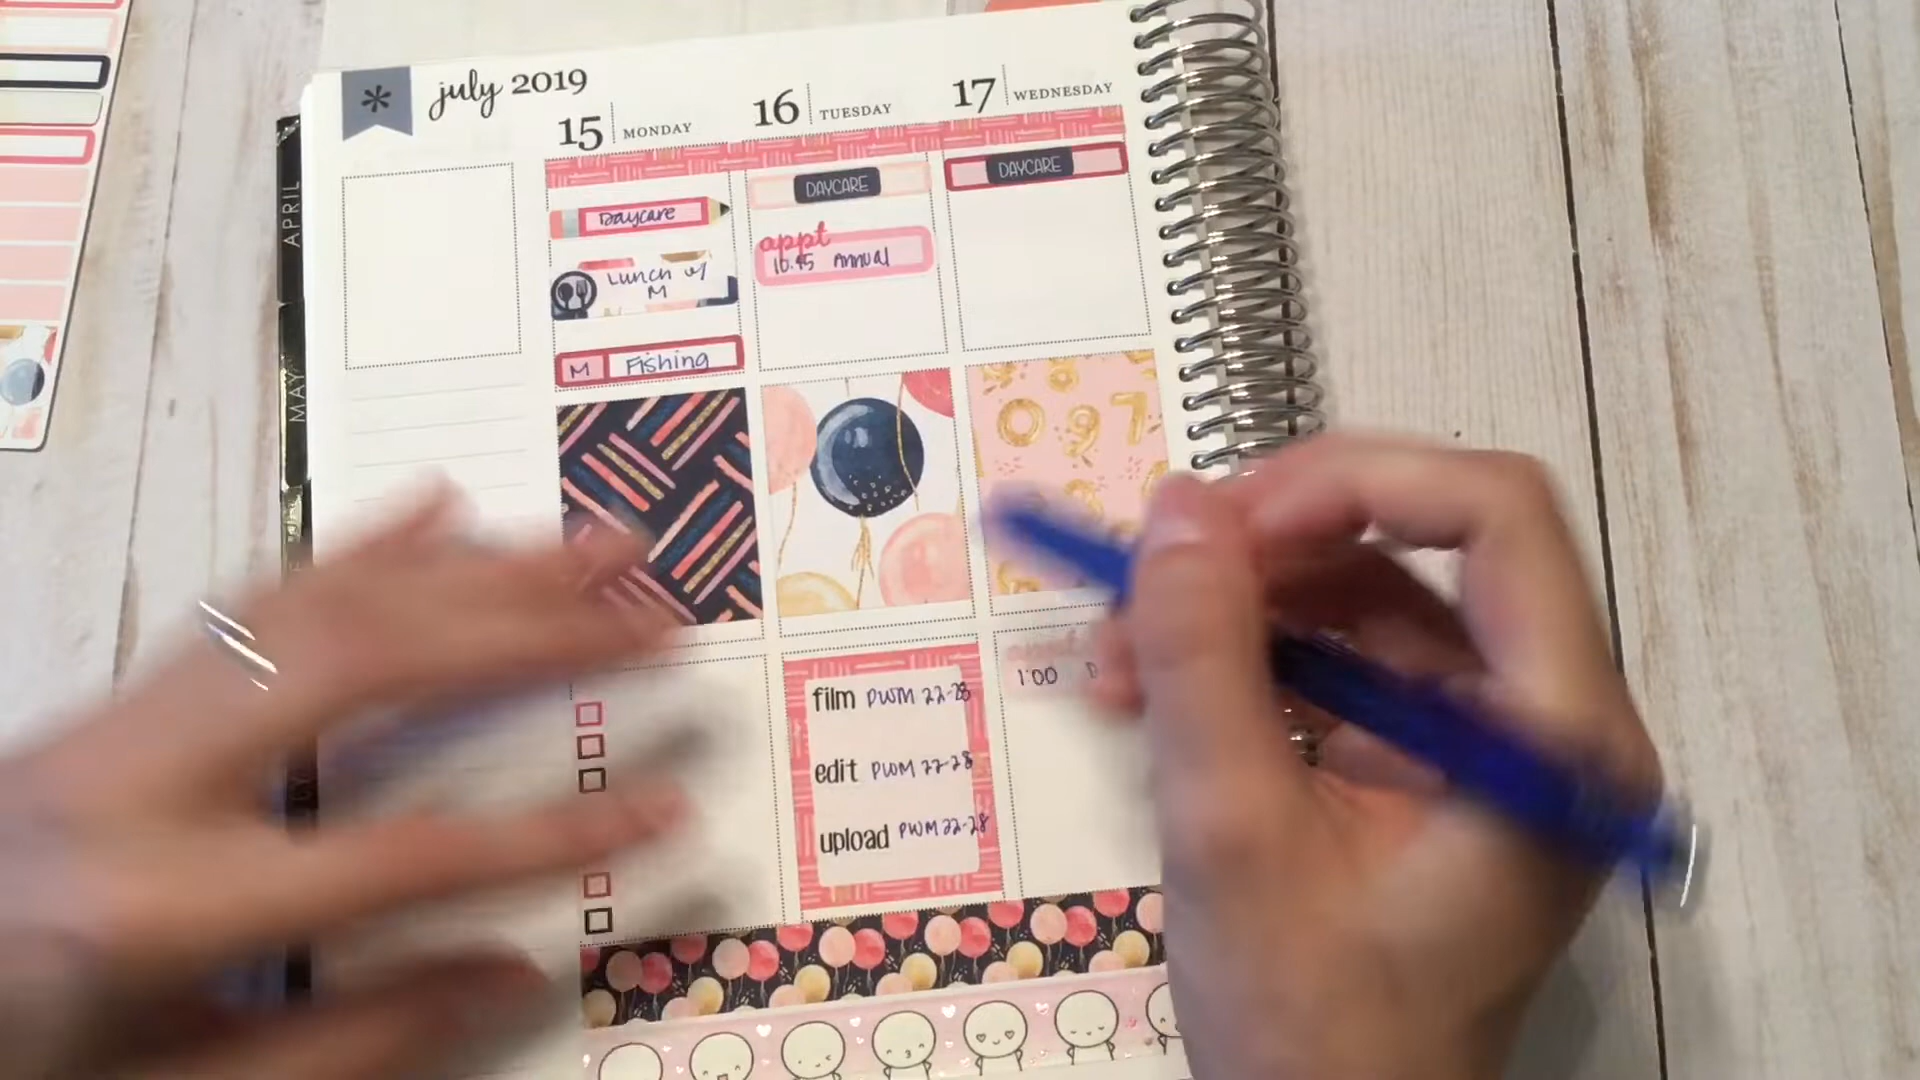 * july 2019
15 MONDAY
16 TUESDAY
17 WEDNESDAY
Daycare
Lunch w/
M
M Fishing
DAYCARE
appt
10:45 Annual
film PWM 22-28
edit PWM 22-28
upload PWM 22-28
DAYCARE
1:00
APRIL
MAY